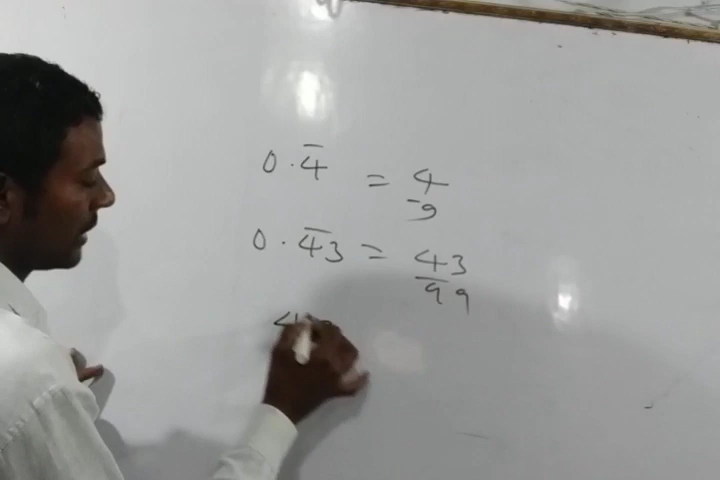 0.4̅ = 4/9
0.4̅3̅ = 43/99